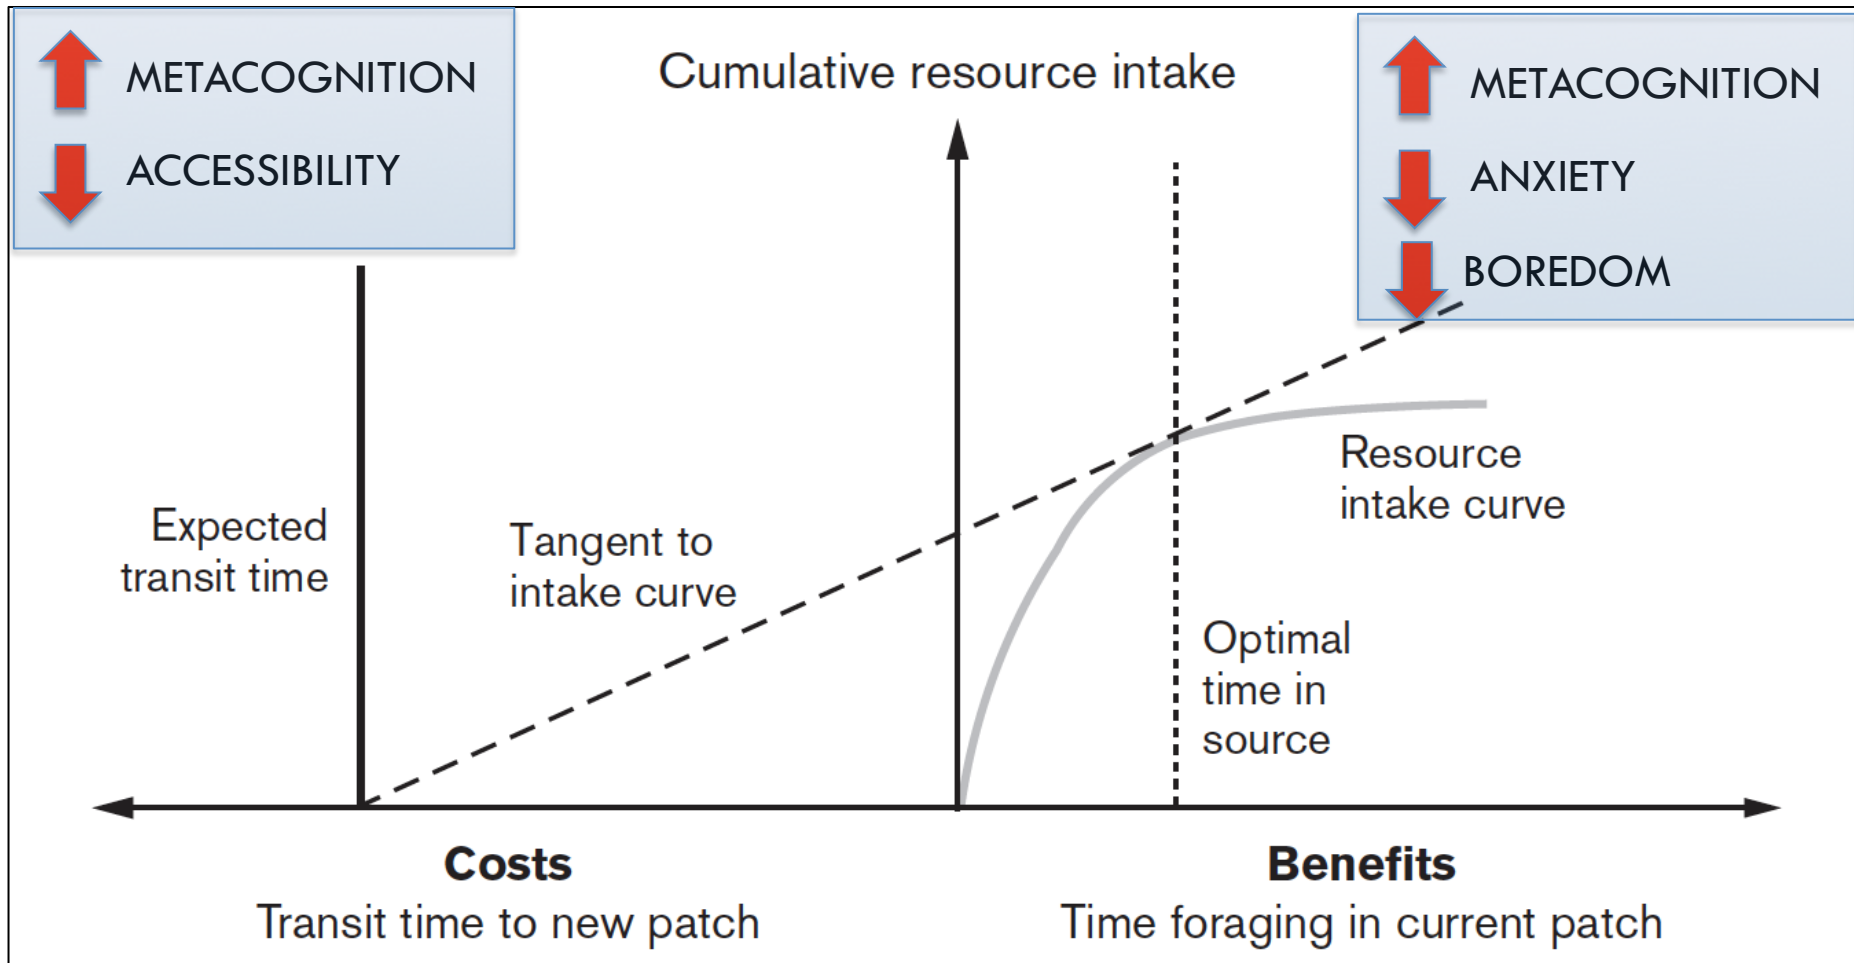 METACOGNITION
ACCESSIBILITY
Cumulative resource intake
METACOGNITION
ANXIETY
BOREDOM
Expected
transit time
Tangent to
intake curve
Resource
intake curve
Optimal
time in
source
Costs
Transit time to new patch
Benefits
Time foraging in current patch